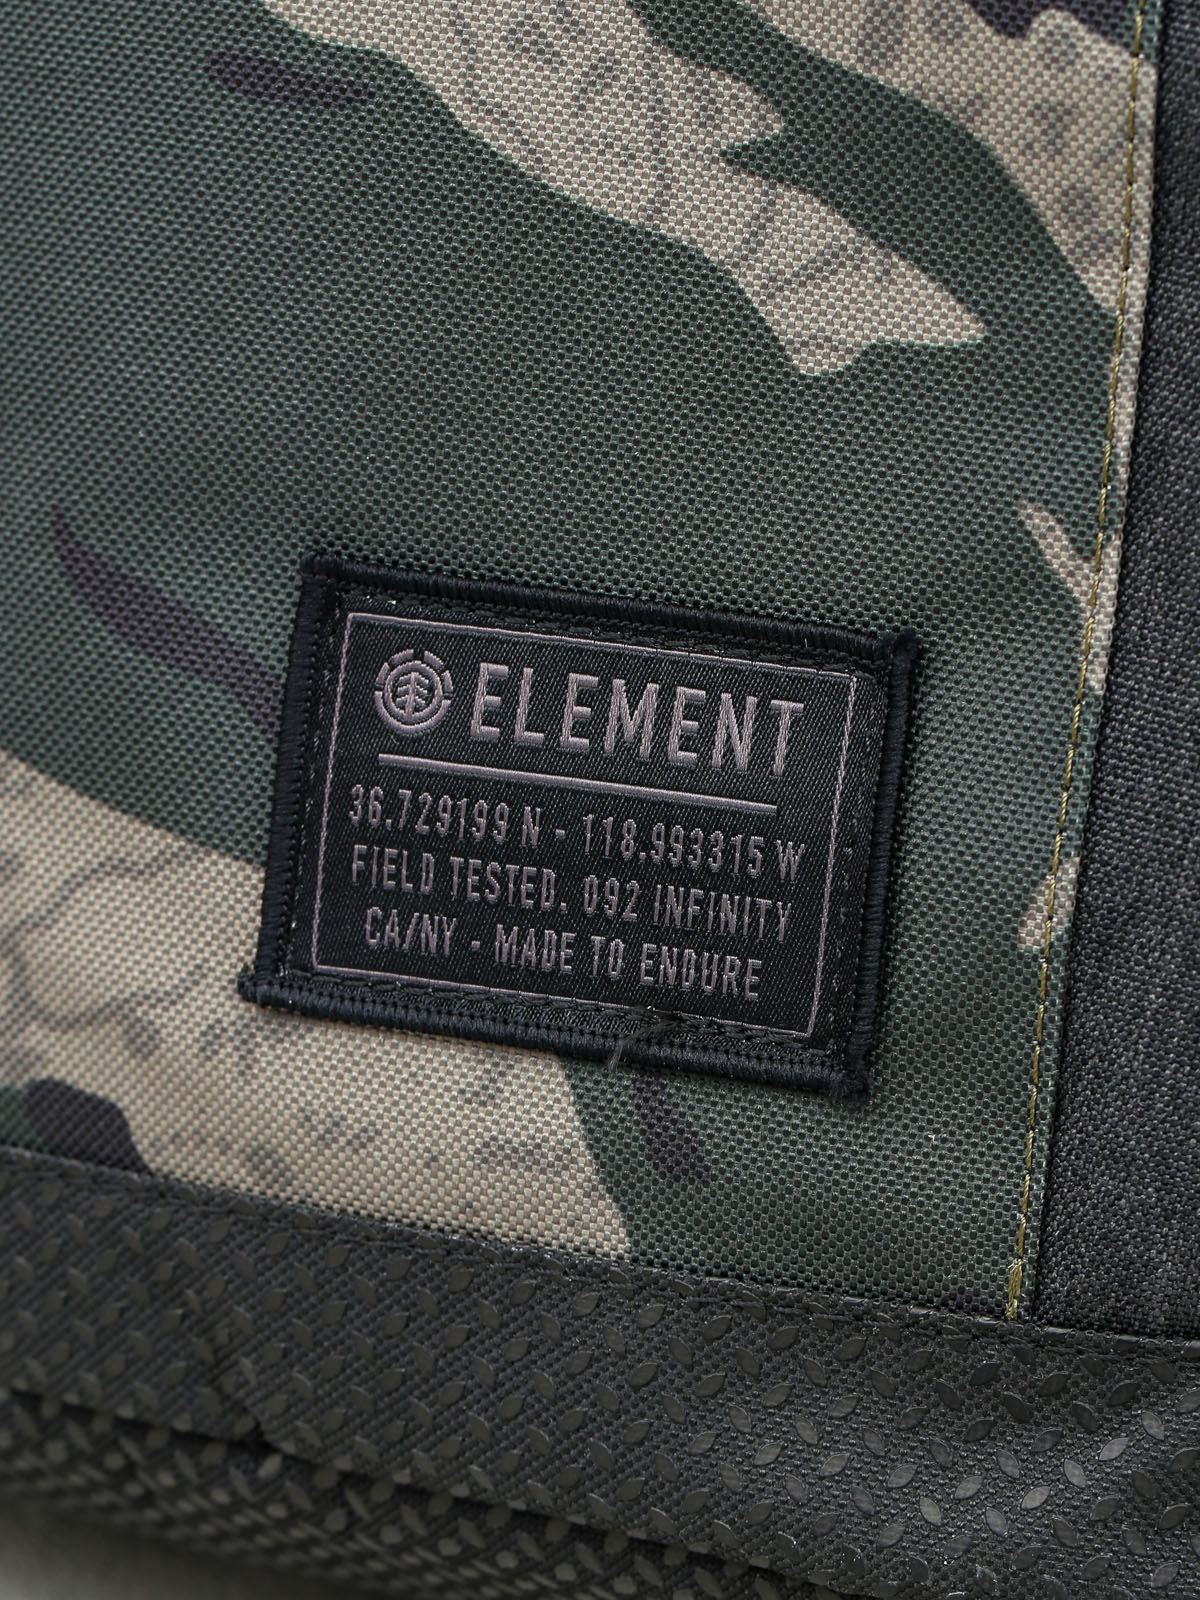 ELEMENT
36.729199 N - 118.993315 W
FIELD TESTED. 092 INFINITY
CA/NY - MADE TO ENDURE